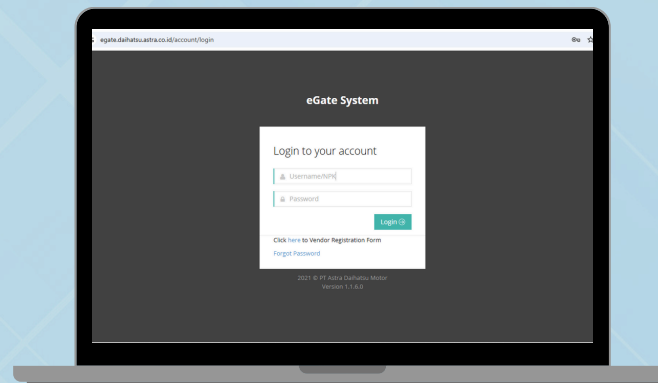 egate.daihatsu.astra.co.id/account/login
eGate System
Login to your account
Username/NPK
Password
Login
Click here to Vendor Registration Form
Forgot Password
2021 © PT Astra Daihatsu Motor
Version 1.1.6.0